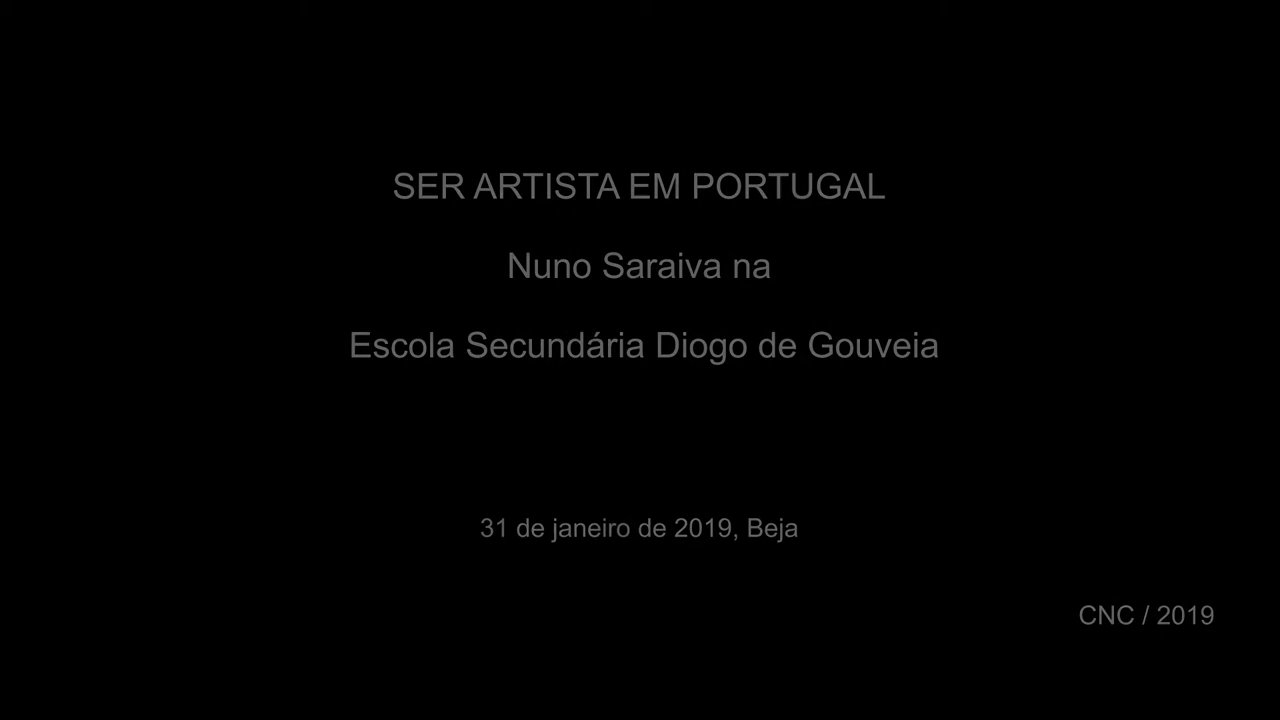 SER ARTISTA EM PORTUGAL
Nuno Saraiva na
Escola Secundária Diogo de Gouveia
31 de janeiro de 2019, Beja
CNC / 2019